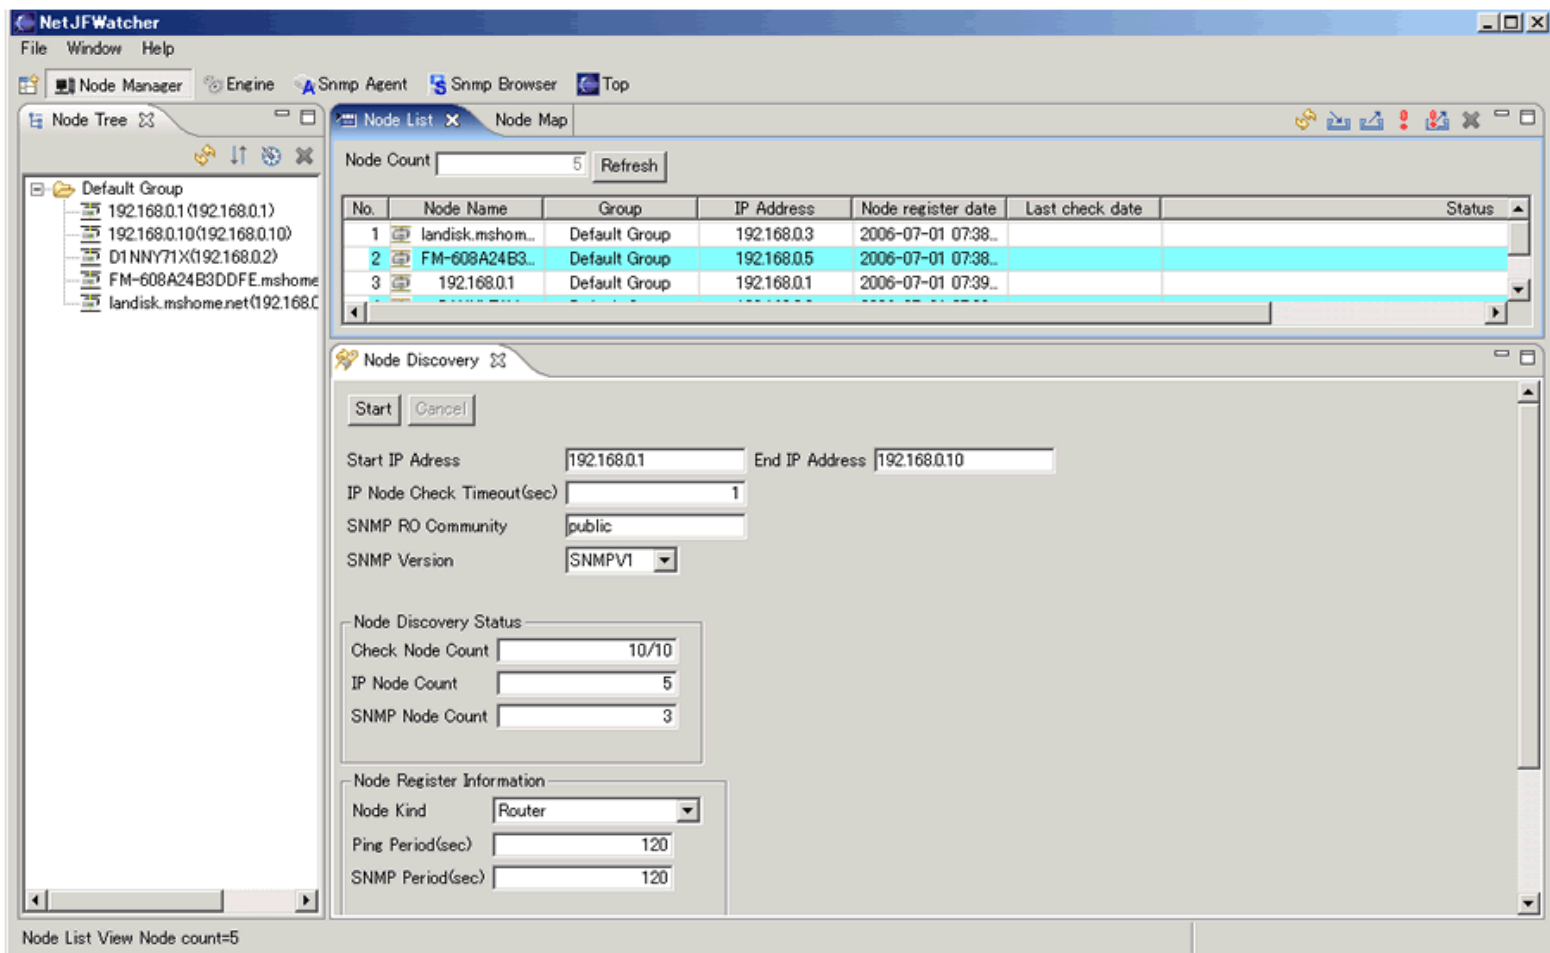 NetJFWatcher
File Window Help
Node Manager Engine Snmp Agent Snmp Browser Top
Node Tree
Default Group
192.168.0.1(192.168.0.1)
192.168.0.10(192.168.0.10)
D1NNY71X(192.168.0.2)
FM-608A24B3DDFE.mshome
landisk.mshome.net(192.168.0
Node List Node Map
Node Count 5 Refresh
No. Node Name Group IP Address Node register date Last check date Status
1 landisk.mshom... Default Group 192.168.0.3 2006-07-01 07:38...
2 FM-608A24B3... Default Group 192.168.0.5 2006-07-01 07:38...
3 192.168.0.1 Default Group 192.168.0.1 2006-07-01 07:39...
Node Discovery
Start Cancel
Start IP Adress 192.168.0.1 End IP Address 192.168.0.10
IP Node Check Timeout(sec) 1
SNMP RO Community public
SNMP Version SNMPV1
Node Discovery Status
Check Node Count 10/10
IP Node Count 5
SNMP Node Count 3
Node Register Information
Node Kind Router
Ping Period(sec) 120
SNMP Period(sec) 120
Node List View Node count=5